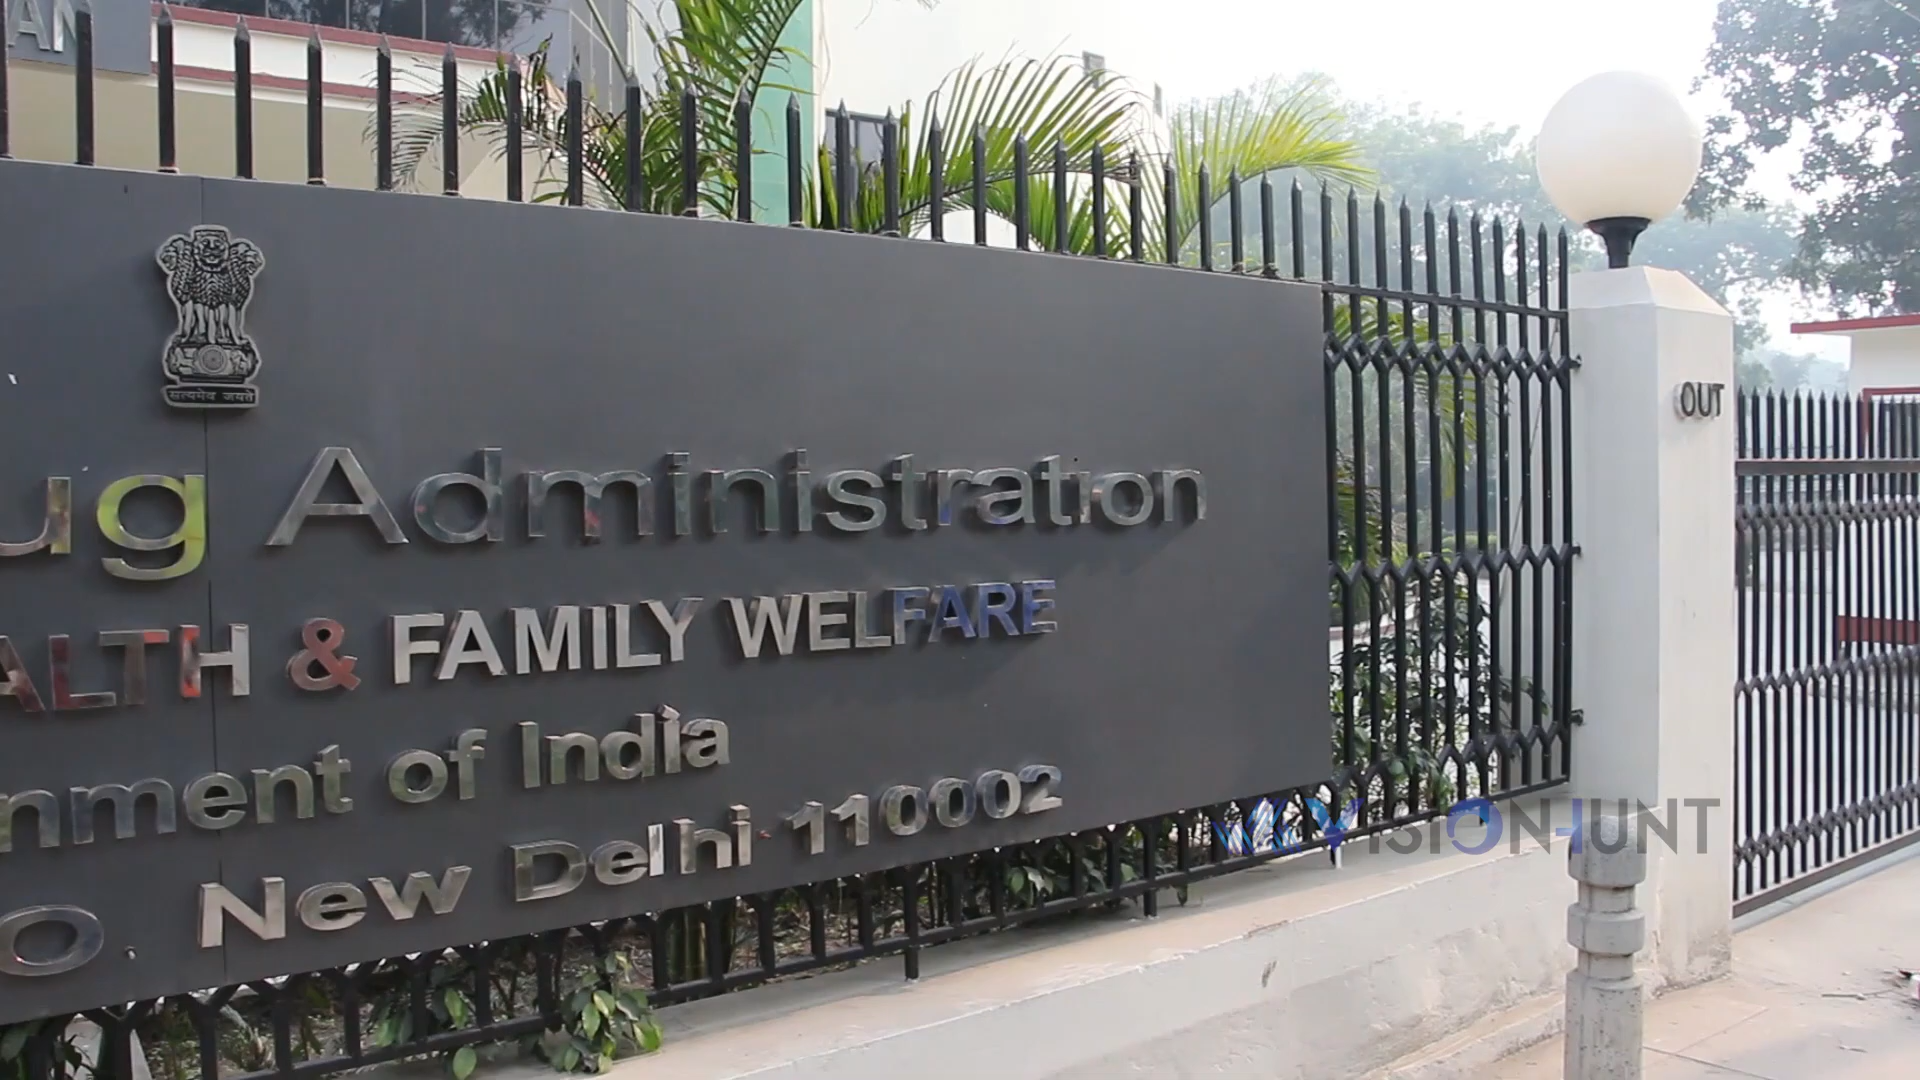 AN
सत्यमेव जयते
ug Administration
ALTH & FAMILY WELFARE
nment of India
O, New Delhi 110002
OUT
VISIONHUNT